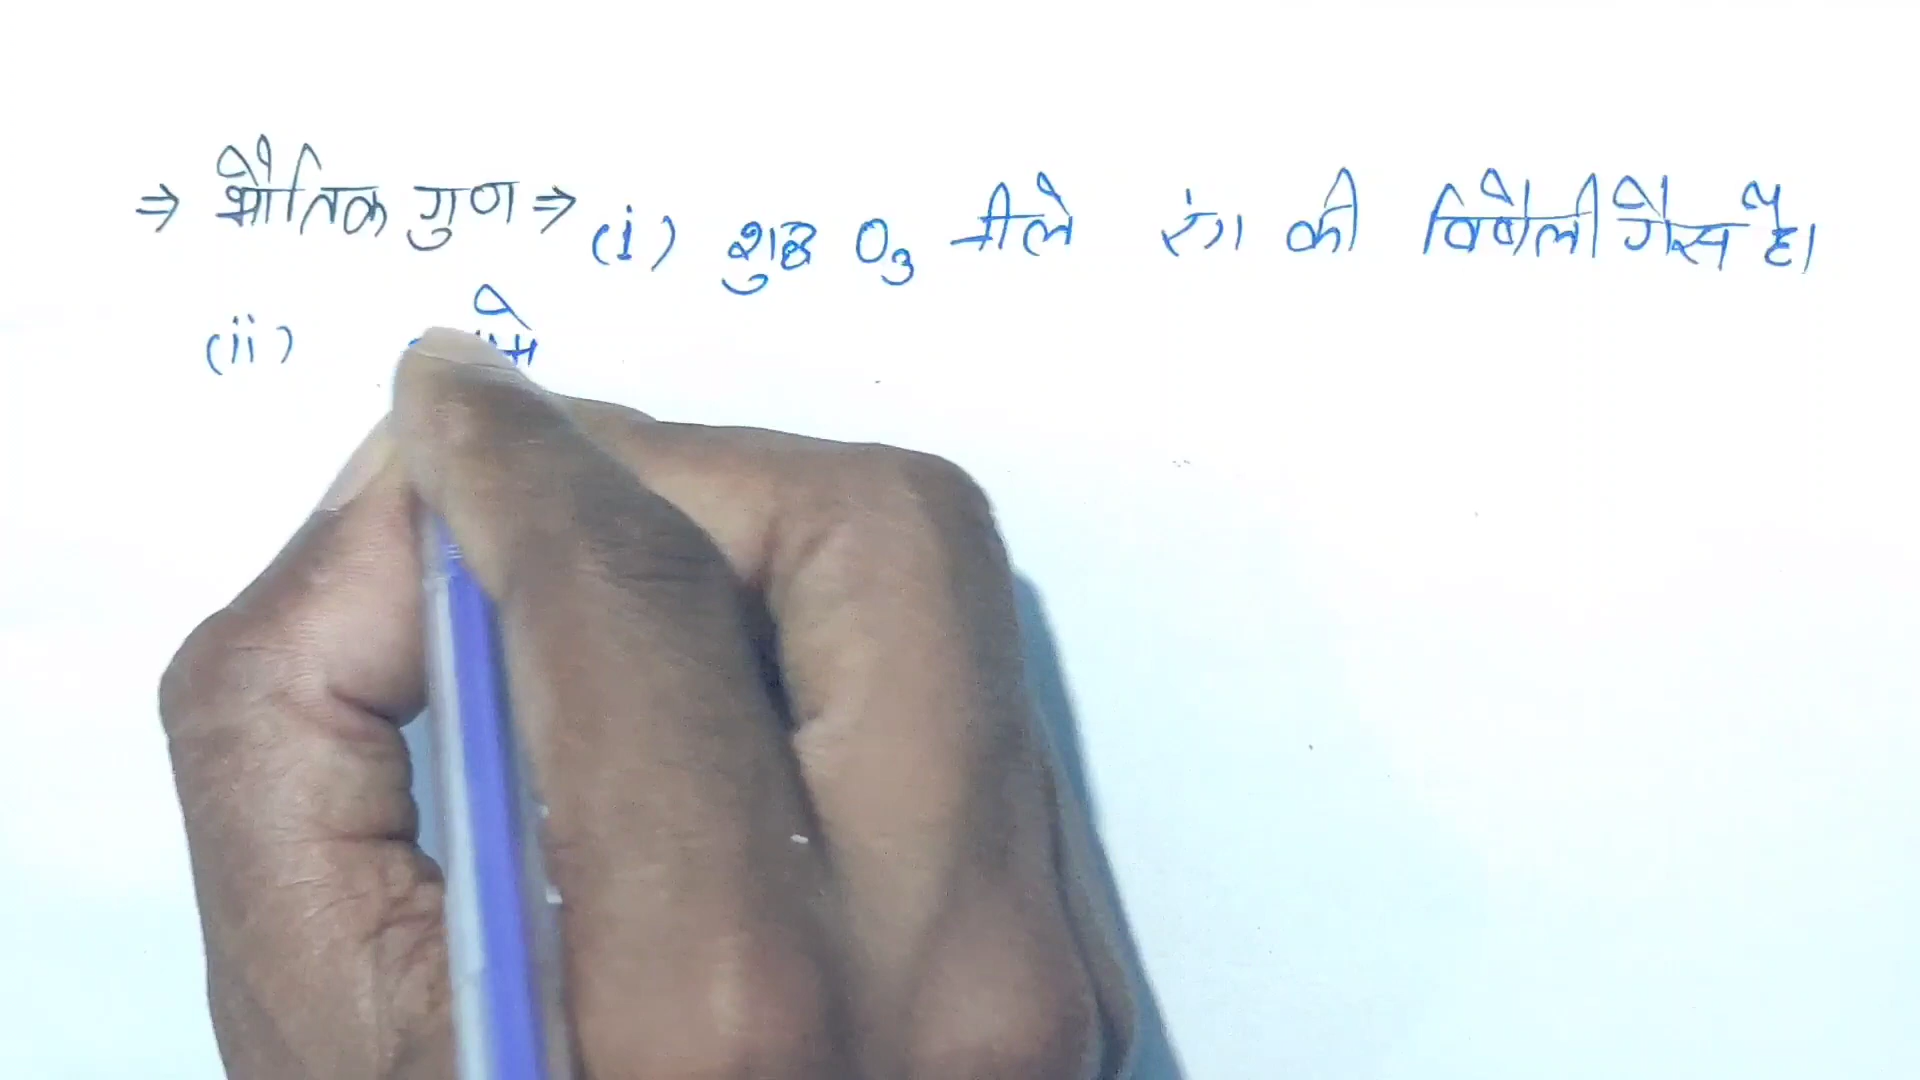 ⇒ भौतिक गुण ⇒ (i) शुद्ध O₃ नीले रंग की विषैली गैस है।
(ii)